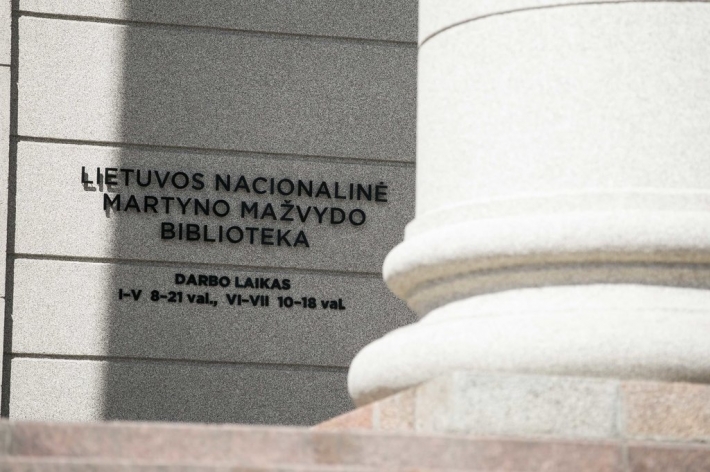 LIETUVOS NACIONALINĖ
MARTYNO MAŽVYDO
BIBLIOTEKA
DARBO LAIKAS
I–V 8–21 val., VI–VII 10–18 val.